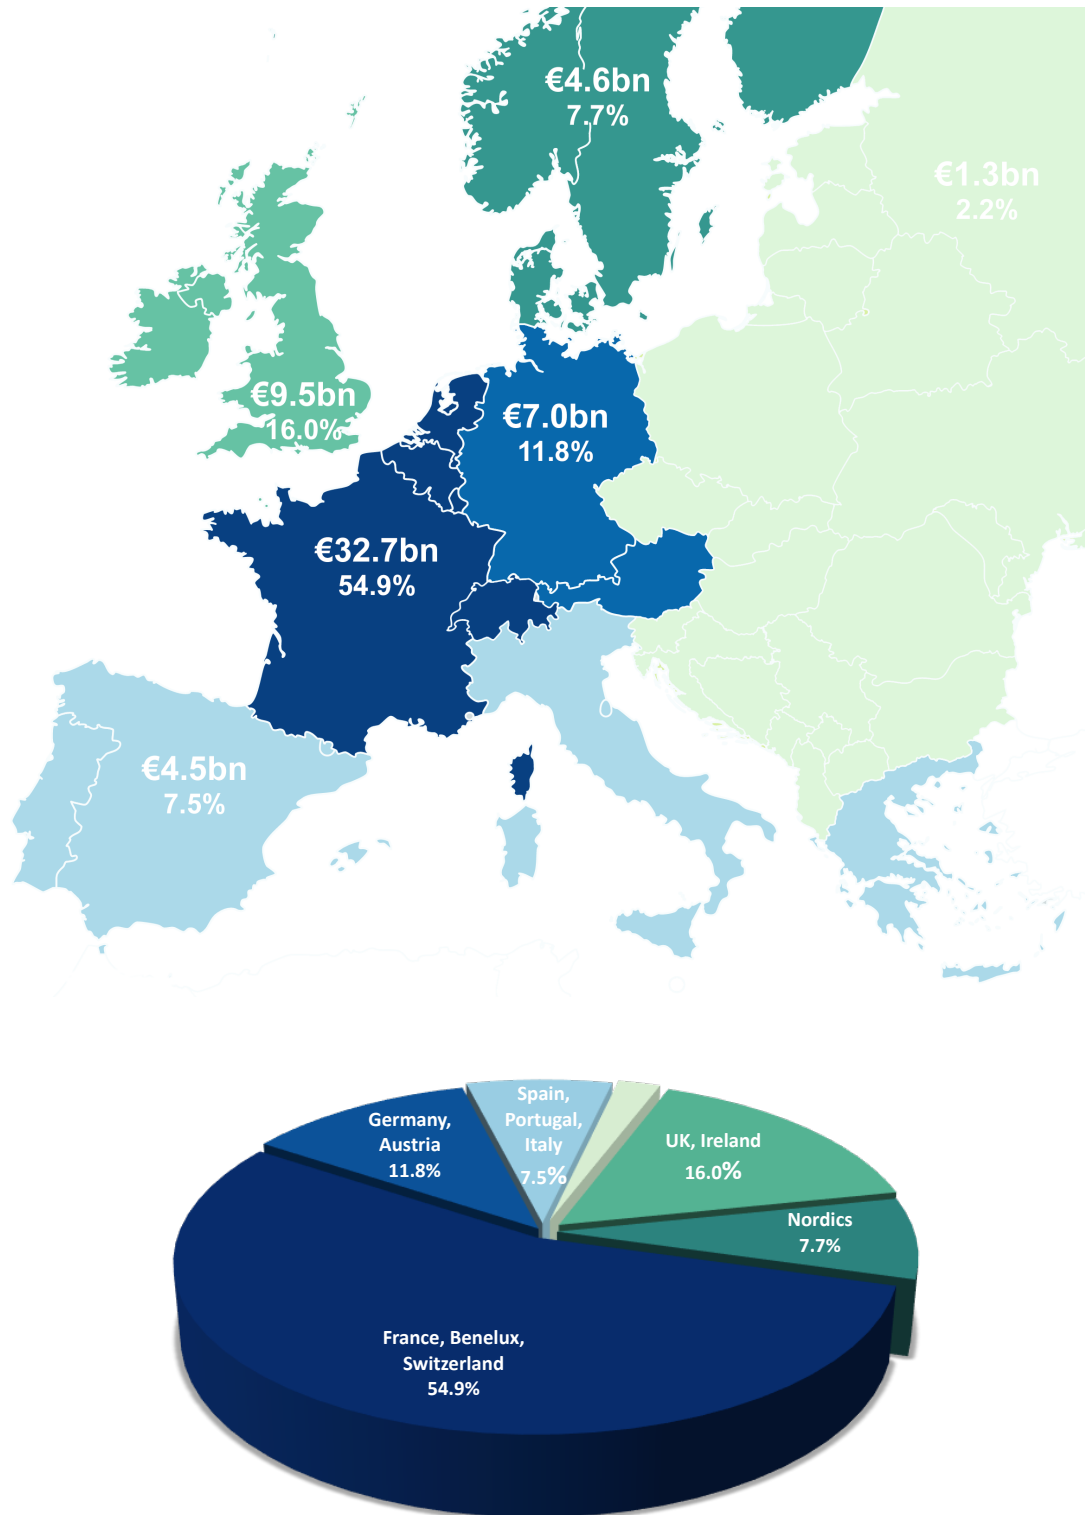 €4.6bn
7.7%
€1.3bn
2.2%
€9.5bn
16.0%
€7.0bn
11.8%
€32.7bn
54.9%
€4.5bn
7.5%
Spain,
Portugal,
Italy
7.5%
Germany,
Austria
11.8%
UK, Ireland
16.0%
Nordics
7.7%
France, Benelux,
Switzerland
54.9%